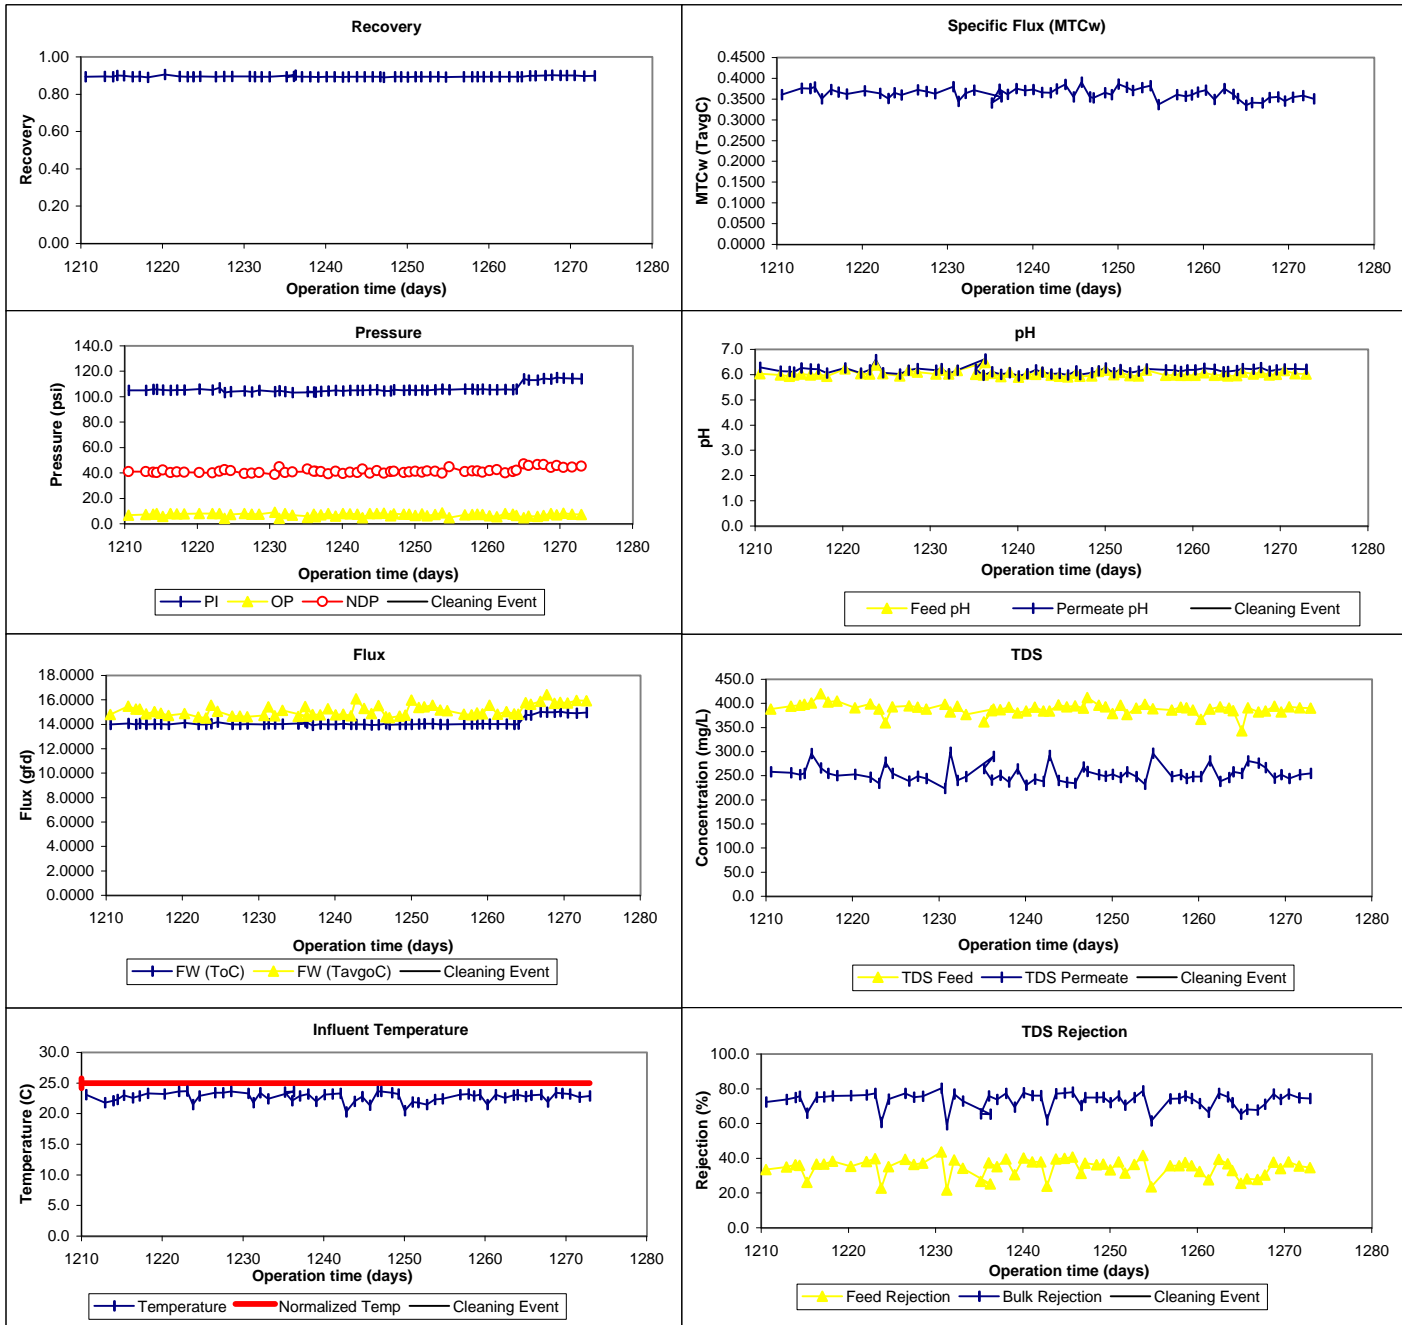 Recovery
1.00
0.80
0.60
0.40
0.20
0.00
Recovery
1210 1220 1230 1240 1250 1260 1270 1280
Operation time (days)
Specific Flux (MTCw)
0.4500
0.4000
0.3500
0.3000
0.2500
0.2000
0.1500
0.1000
0.0500
0.0000
MTCw (TavgC)
1210 1220 1230 1240 1250 1260 1270 1280
Operation time (days)
Pressure
140.0
120.0
100.0
80.0
60.0
40.0
20.0
0.0
Pressure (psi)
1210 1220 1230 1240 1250 1260 1270 1280
Operation time (days)
PI OP NDP Cleaning Event
pH
7.0
6.0
5.0
4.0
3.0
2.0
1.0
0.0
pH
1210 1220 1230 1240 1250 1260 1270 1280
Operation time (days)
Feed pH Permeate pH Cleaning Event
Flux
18.0000
16.0000
14.0000
12.0000
10.0000
8.0000
6.0000
4.0000
2.0000
0.0000
Flux (gfd)
1210 1220 1230 1240 1250 1260 1270 1280
Operation time (days)
FW (ToC) FW (TavgoC) Cleaning Event
TDS
450.0
400.0
350.0
300.0
250.0
200.0
150.0
100.0
50.0
0.0
Concentration (mg/L)
1210 1220 1230 1240 1250 1260 1270 1280
Operation time (days)
TDS Feed TDS Permeate Cleaning Event
Influent Temperature
30.0
25.0
20.0
15.0
10.0
5.0
0.0
Temperature (C)
1210 1220 1230 1240 1250 1260 1270 1280
Operation time (days)
Temperature Normalized Temp Cleaning Event
TDS Rejection
100.0
80.0
60.0
40.0
20.0
0.0
Rejection (%)
1210 1220 1230 1240 1250 1260 1270 1280
Operation time (days)
Feed Rejection Bulk Rejection Cleaning Event